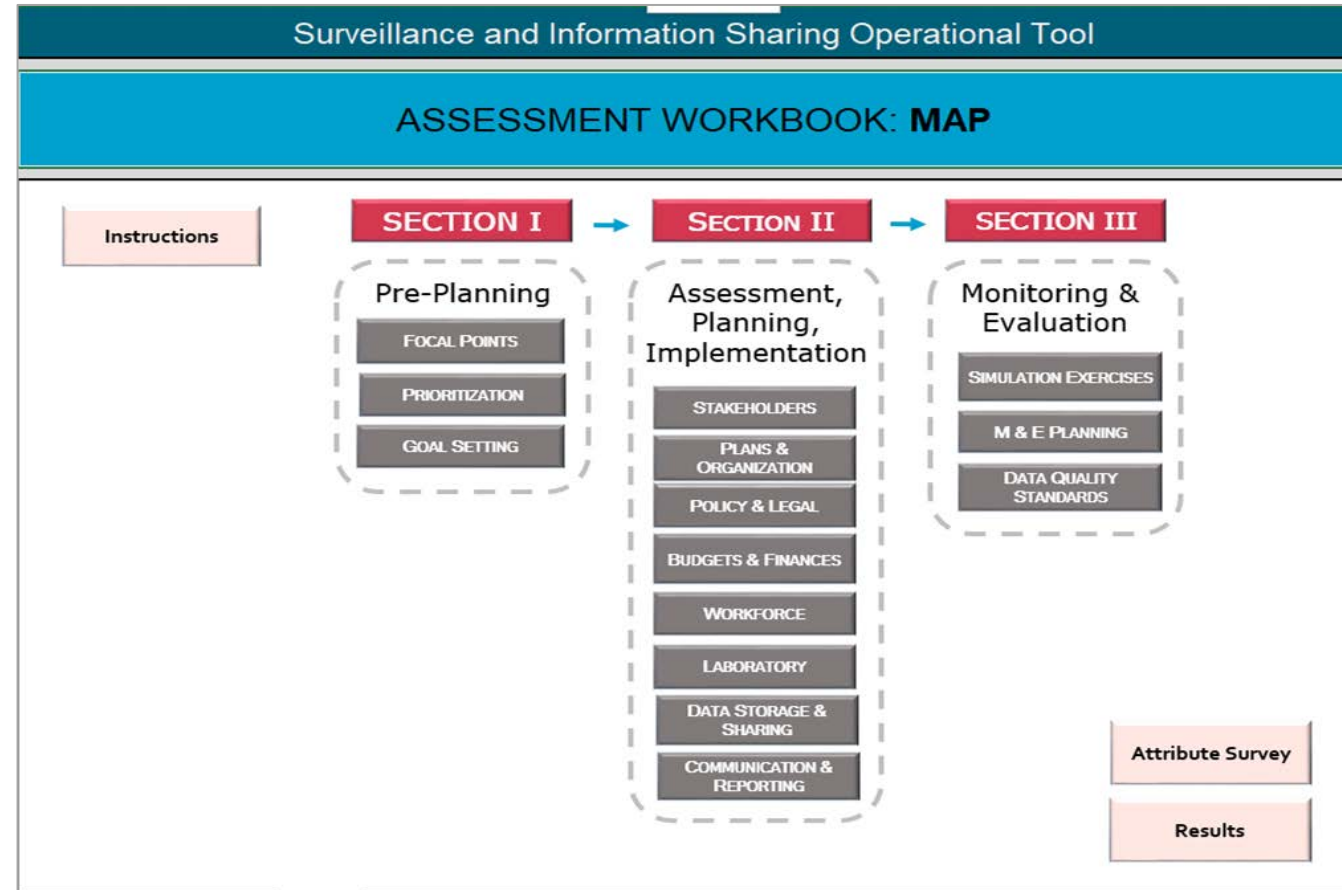 Surveillance and Information Sharing Operational Tool
ASSESSMENT WORKBOOK: MAP
Instructions
SECTION I
Pre-Planning
FOCAL POINTS
PRIORITIZATION
GOAL SETTING
SECTION II
Assessment,
Planning,
Implementation
STAKEHOLDERS
PLANS &
ORGANIZATION
POLICY & LEGAL
BUDGETS & FINANCES
WORKFORCE
LABORATORY
DATA STORAGE &
SHARING
COMMUNICATION &
REPORTING
SECTION III
Monitoring &
Evaluation
SIMULATION EXERCISES
M & E PLANNING
DATA QUALITY
STANDARDS
Attribute Survey
Results